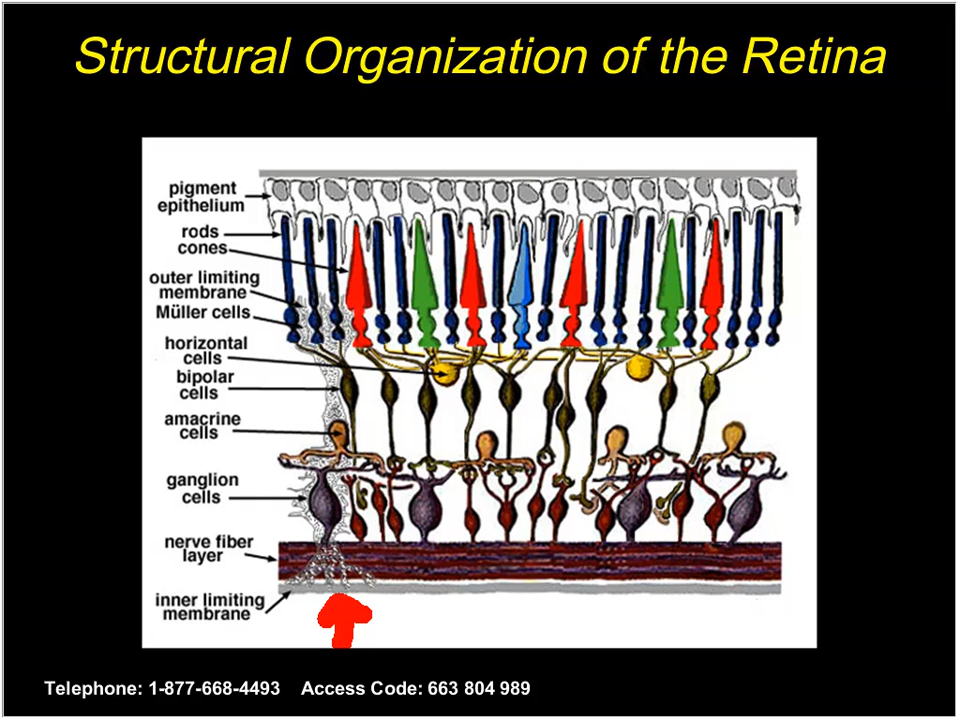 Structural Organization of the Retina
pigment
epithelium
rods
cones
outer limiting
membrane
Müller cells
horizontal
cells
bipolar
cells
amacrine
cells
ganglion
cells
nerve fiber
layer
inner limiting
membrane
Telephone: 1-877-668-4493 Access Code: 663 804 989